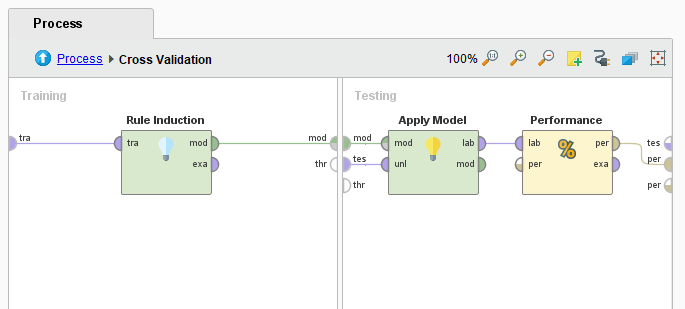 Process
Process Cross Validation 100%
Training
Testing
Rule Induction
Apply Model
Performance
tra
tra mod
exa
mod
thr
mod
tes
thr
mod lab
unl mod
lab per
per exa
tes
per
per